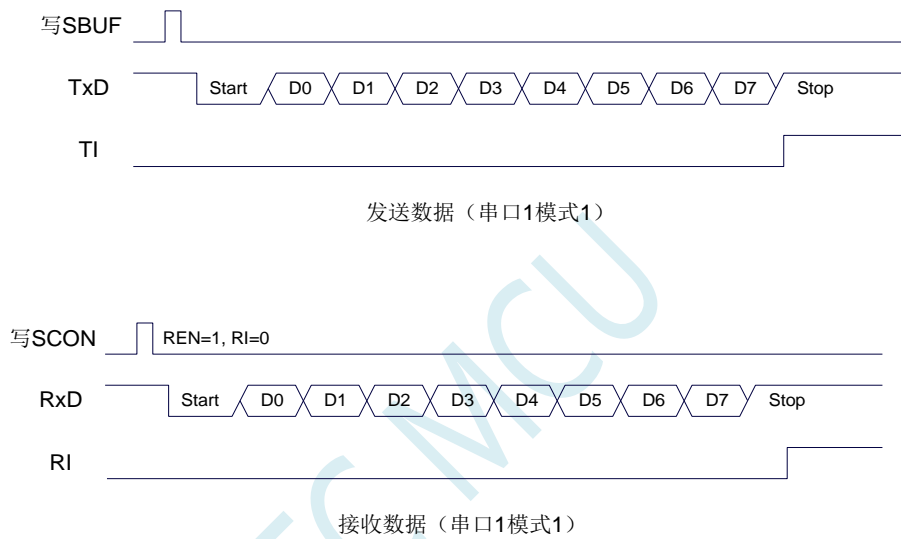 写SBUF
TxD Start D0 D1 D2 D3 D4 D5 D6 D7 Stop
TI
发送数据（串口1模式1）
写SCON REN=1, RI=0
RxD Start D0 D1 D2 D3 D4 D5 D6 D7 Stop
RI
接收数据（串口1模式1）
MCU